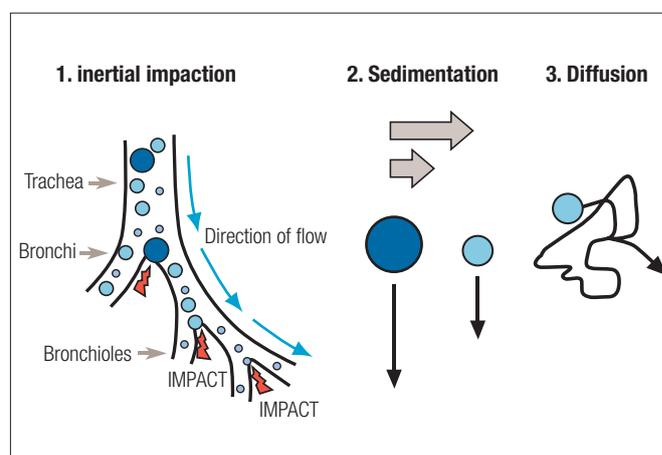 1. inertial impaction
2. Sedimentation
3. Diffusion
Trachea
Direction of flow
Bronchi
Bronchioles
IMPACT
IMPACT